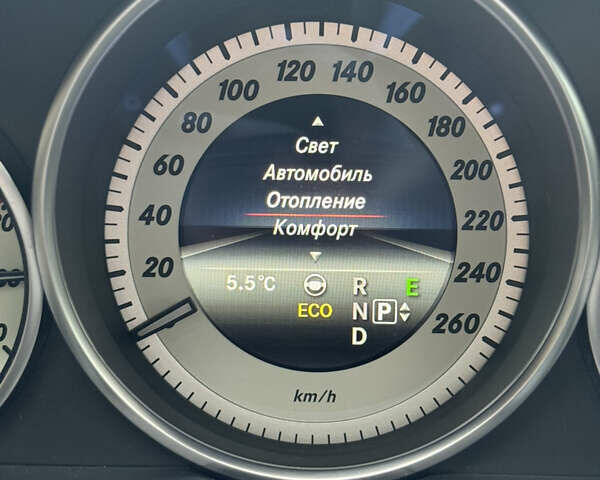 120 140
100 160
80 180
60 200
40 220
20 240
260
Свет
Автомобиль
Отопление
Комфорт
5.5°C
R E
ECO N P
D
km/h